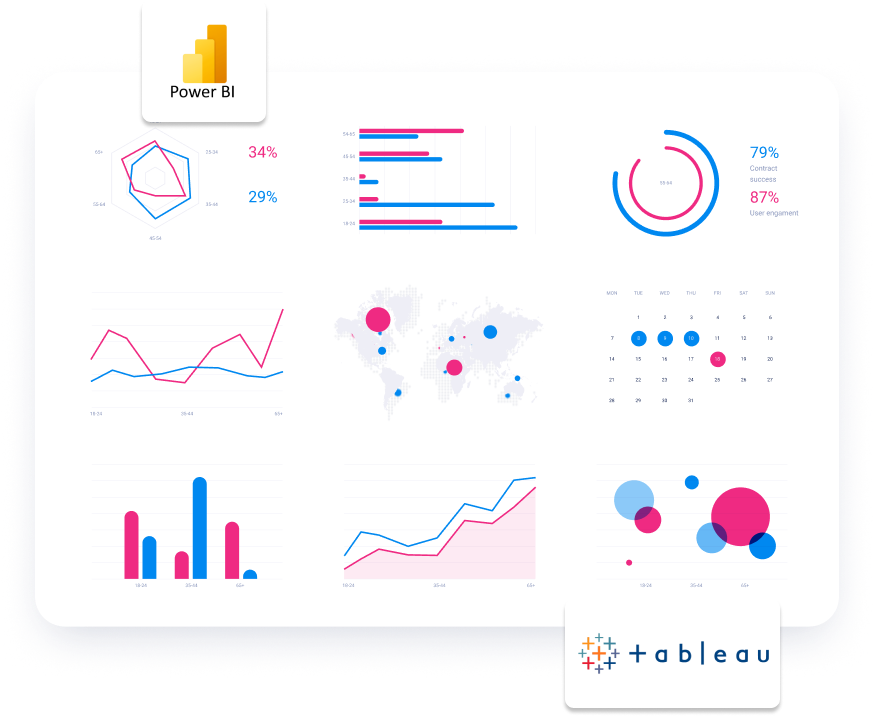 Power BI
65+
25-34
34%
55-64
35-44
29%
45-54
54-65
45-54
35-44
25-34
18-24
55-64
79%
Contract
success
87%
User engament
18-24
35-44
65+
MON TUE WED THU FRI SAT SUN
1 2 3 4 5 6
7 8 9 10 11 12 13
14 15 16 17 18 19 20
21 22 23 24 25 26 27
28 29 30 31
18-24
35-44
65+
18-24
35-44
65+
18-24
35-44
65+
+ableau